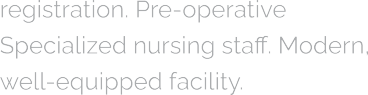 registration. Pre-operative
Specialized nursing staff. Modern,
well-equipped facility.